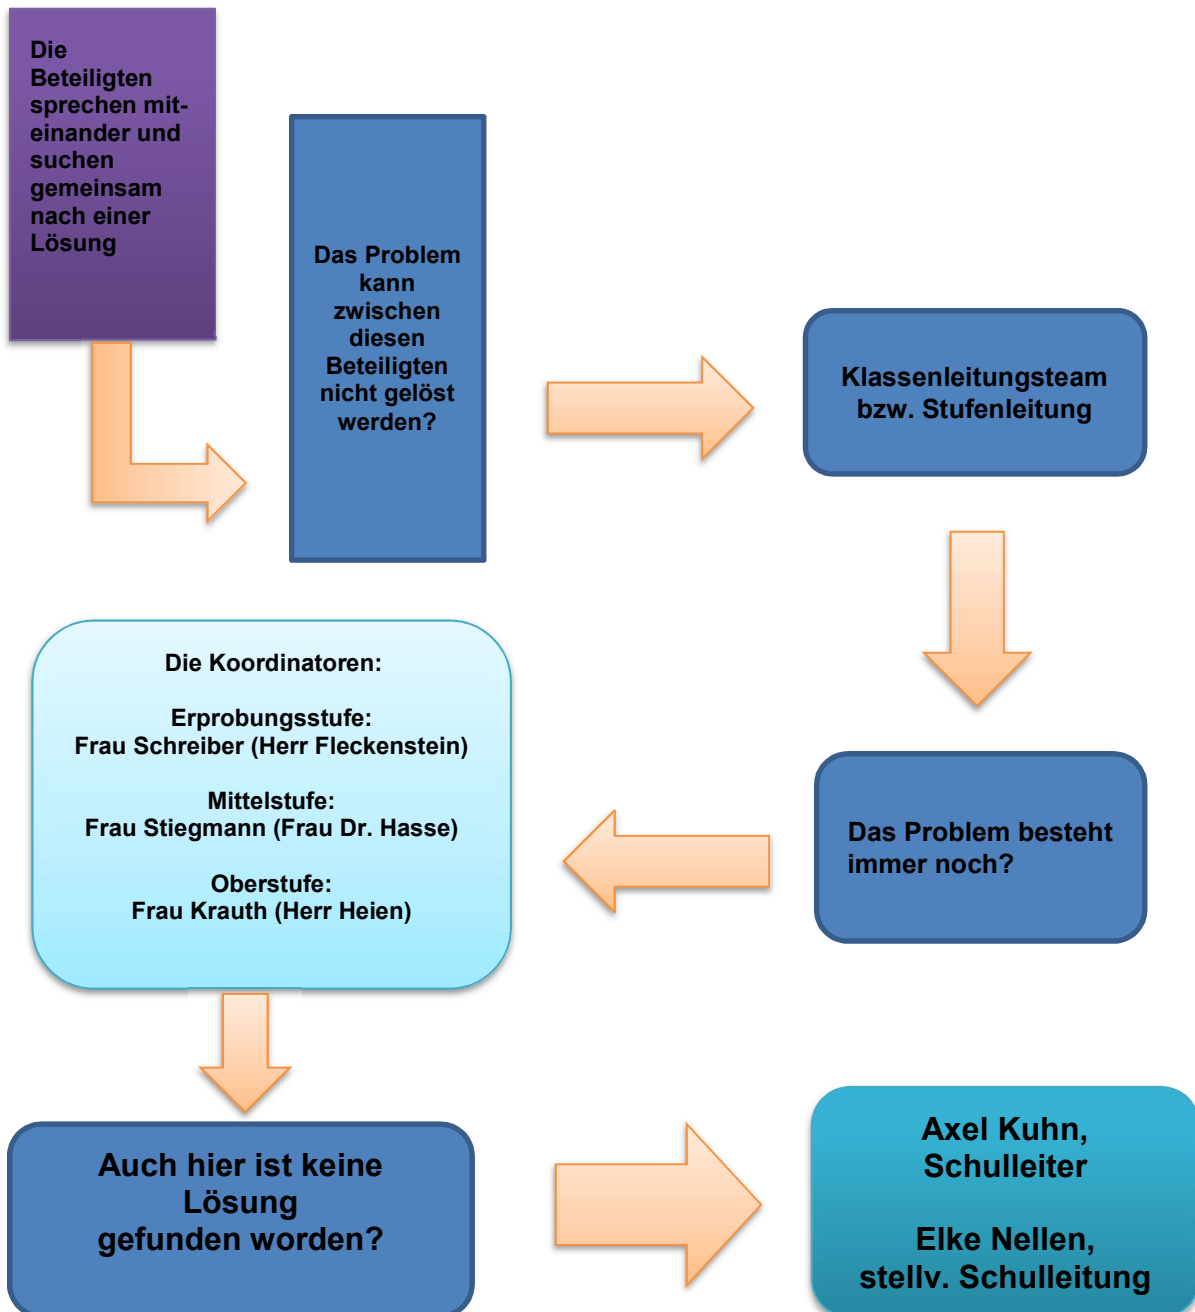 Die
Beteiligten
sprechen mit-
einander und
suchen
gemeinsam
nach einer
Lösung
Das Problem
kann
zwischen
diesen
Beteiligten
nicht gelöst
werden?
Klassenleitungsteam
bzw. Stufenleitung
Das Problem besteht
immer noch?
Die Koordinatoren:
Erprobungsstufe:
Frau Schreiber (Herr Fleckenstein)
Mittelstufe:
Frau Stiegmann (Frau Dr. Hasse)
Oberstufe:
Frau Krauth (Herr Heien)
Auch hier ist keine
Lösung
gefunden worden?
Axel Kuhn,
Schulleiter
Elke Nellen,
stellv. Schulleitung